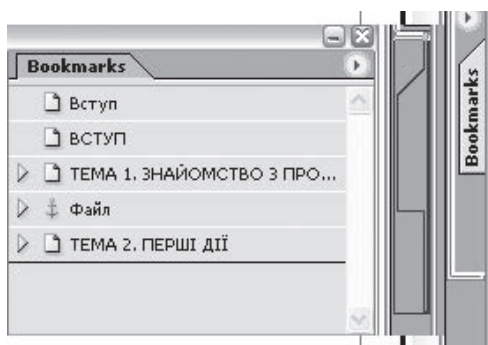 Bookmarks
Вступ
ВСТУП
ТЕМА 1. ЗНАЙОМСТВО З ПРО...
Файл
ТЕМА 2. ПЕРШІ ДІЇ
Bookmarks